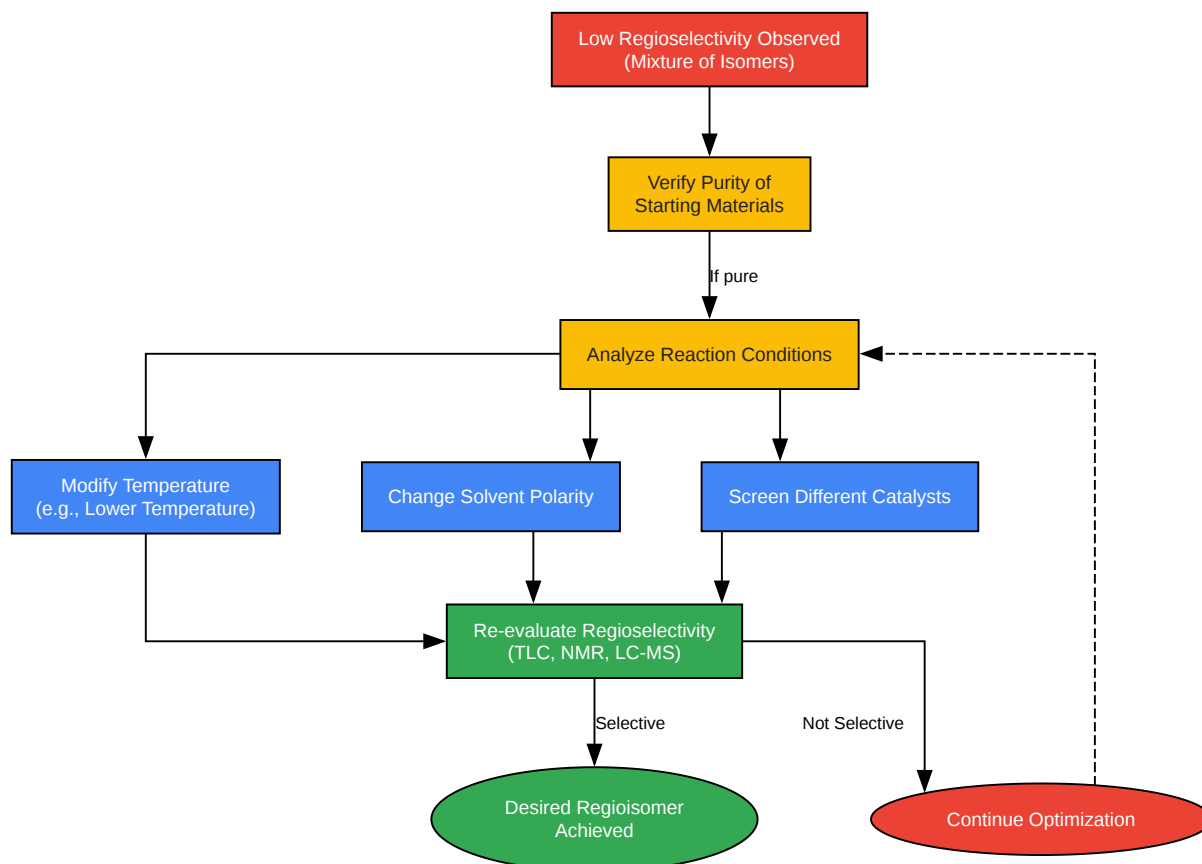 Low Regioselectivity Observed
(Mixture of Isomers)
Verify Purity of
Starting Materials
If pure
Analyze Reaction Conditions
Modify Temperature
(e.g., Lower Temperature)
Change Solvent Polarity
Screen Different Catalysts
Re-evaluate Regioselectivity
(TLC, NMR, LC-MS)
Selective
Not Selective
Desired Regioisomer
Achieved
Continue Optimization